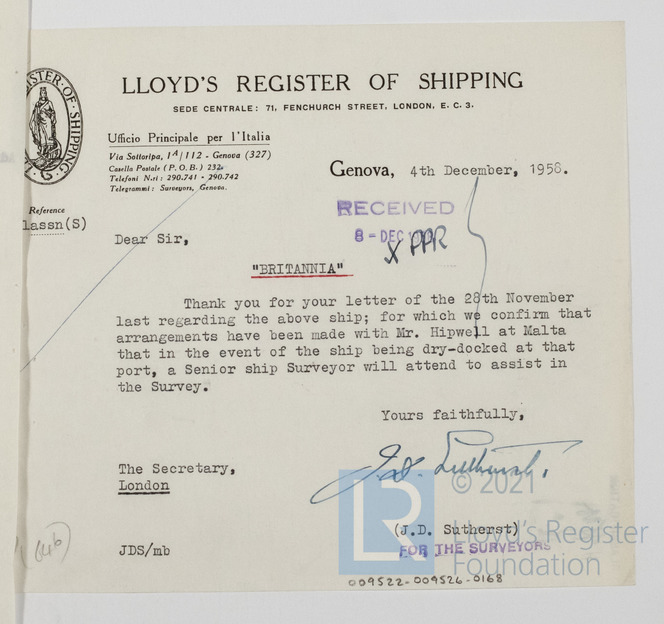 LLOYD'S REGISTER OF SHIPPING
SEDE CENTRALE: 71, FENCHURCH STREET, LONDON, E. C. 3.
Ufficio Principale per l'Italia
Via Sottoripa, 1A/112 - Genova (327)
Casella Postale (P. O. B.) 232.
Telefoni N.ri: 290.741 - 290.742
Telegrammi: Surveyors, Genova.
Genova, 4th December, 1958.
RECEIVED
8 - DEC
X PPR
Reference
lassn(S)
Dear Sir,
"BRITANNIA"
Thank you for your letter of the 28th November
last regarding the above ship; for which we confirm that
arrangements have been made with Mr. Hipwell at Malta
that in the event of the ship being dry-docked at that
port, a Senior ship Surveyor will attend to assist in
the Survey.
Yours faithfully,
The Secretary,
London
(J.D. Sutherst)
FOR THE SURVEYORS
JDS/mb
009522-009526-0168
© 2021
LR
Lloyd's Register
Foundation